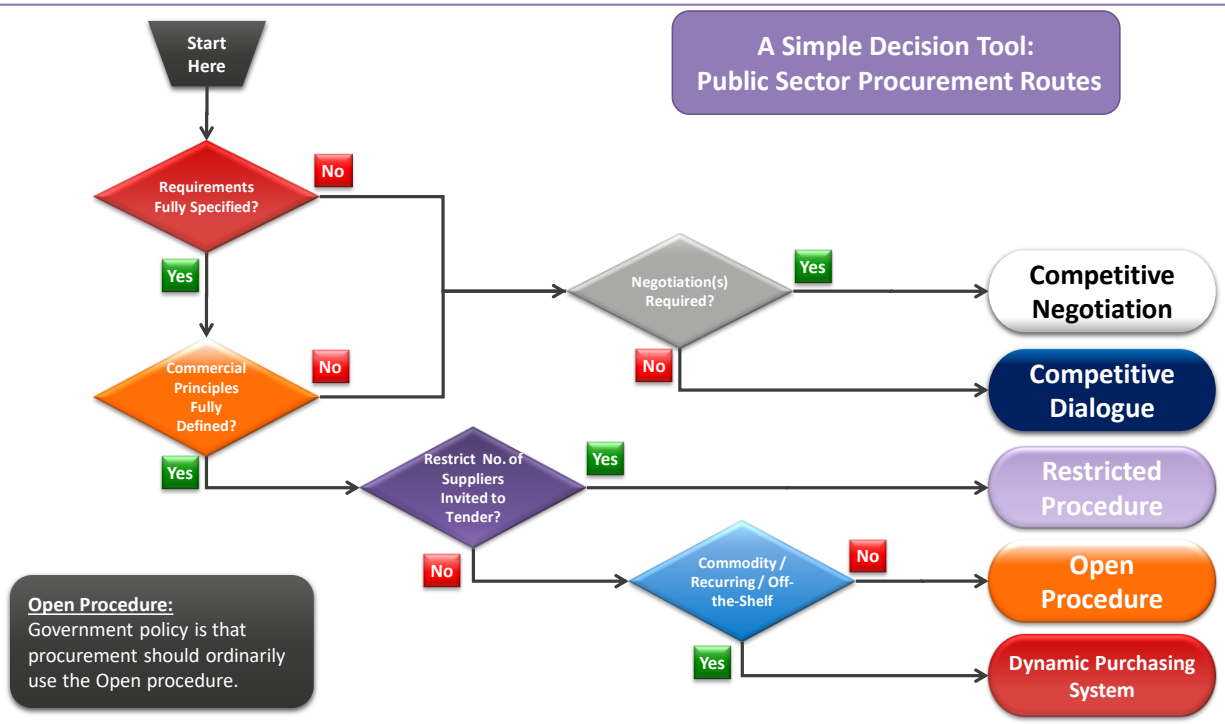 Start
Here
A Simple Decision Tool:
Public Sector Procurement Routes
Requirements
Fully Specified?
No
Yes
Negotiation(s)
Required?
Yes
No
Competitive
Negotiation
Competitive
Dialogue
Commercial
Principles
Fully
Defined?
No
Yes
Restrict No. of
Suppliers
Invited to
Tender?
Yes
No
Restricted
Procedure
Commodity /
Recurring / Off-
the-Shelf
No
Yes
Open
Procedure
Dynamic Purchasing
System
Open Procedure:
Government policy is that
procurement should ordinarily
use the Open procedure.